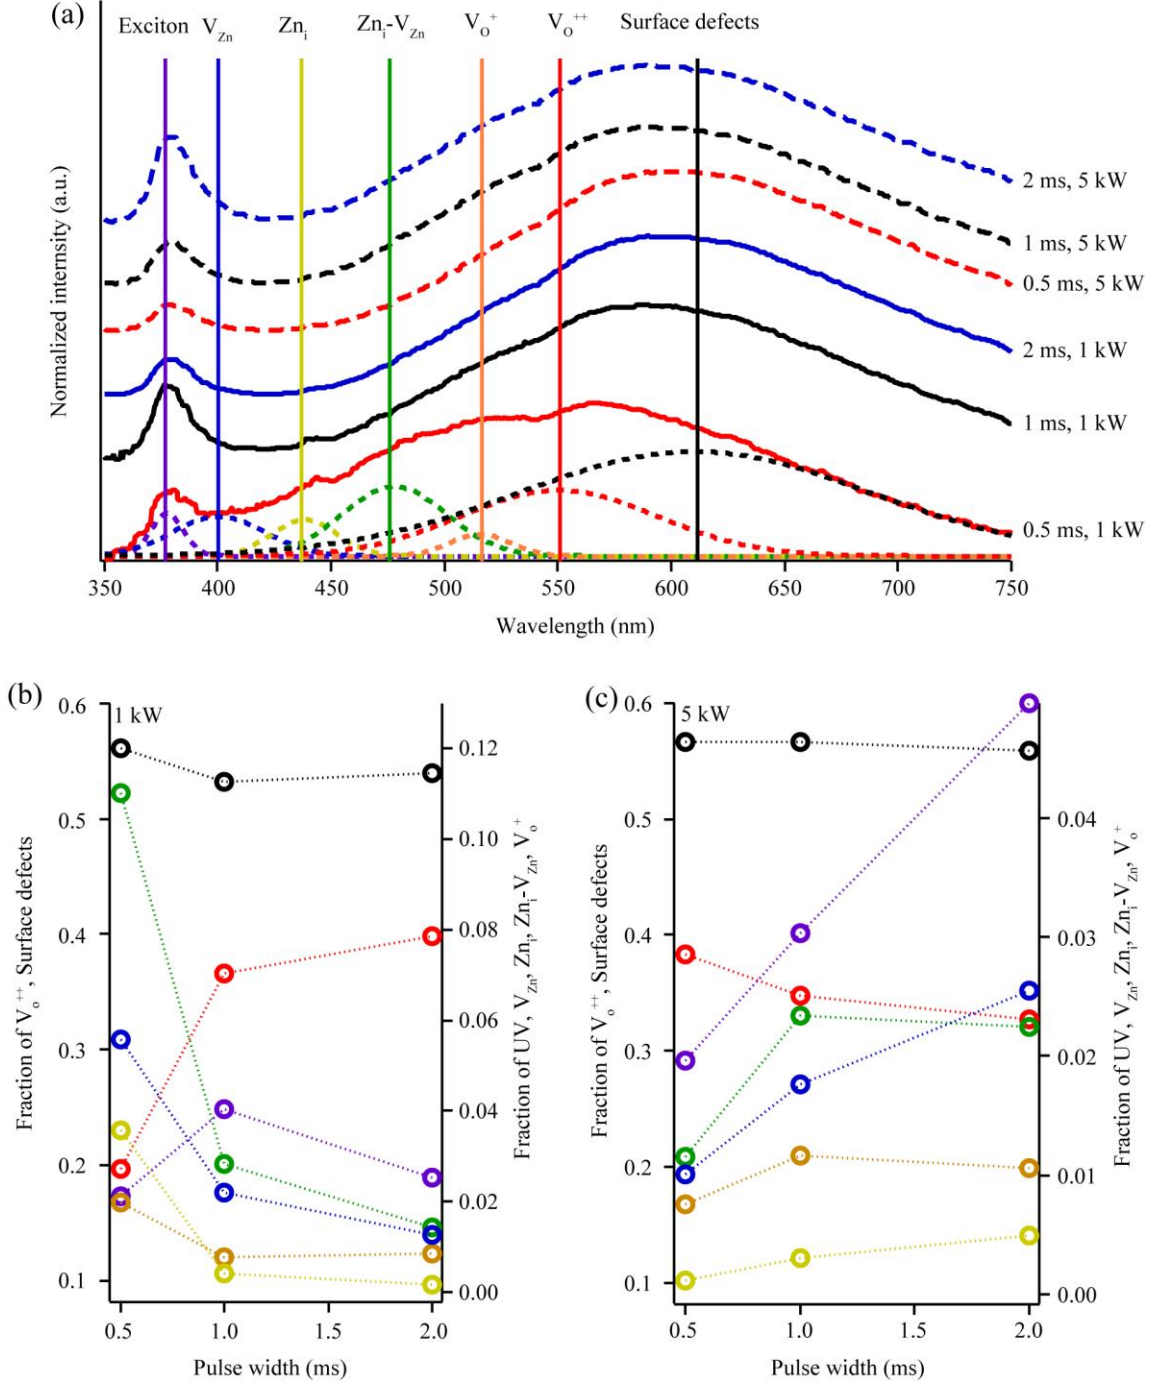 (a)
Exciton V_Zn Zn_i Zn_i-V_Zn V_O^+ V_O^++ Surface defects
Normalized intensity (a.u.)
2 ms, 5 kW
1 ms, 5 kW
0.5 ms, 5 kW
2 ms, 1 kW
1 ms, 1 kW
0.5 ms, 1 kW
350 400 450 500 550 600 650 700 750
Wavelength (nm)
(b)
1 kW
Fraction of V_o^++, Surface defects
0.6
0.5
0.4
0.3
0.2
0.1
0.12
0.10
0.08
0.06
0.04
0.02
0.00
Fraction of UV, V_Zn, Zn_i, Zn_i-V_Zn, V_o^+
0.5 1.0 1.5 2.0
Pulse width (ms)
(c)
5 kW
Fraction of V_o^++, Surface defects
0.6
0.5
0.4
0.3
0.2
0.1
0.04
0.03
0.02
0.01
0.00
Fraction of UV, V_Zn, Zn_i, Zn_i-V_Zn, V_o^+
0.5 1.0 1.5 2.0
Pulse width (ms)